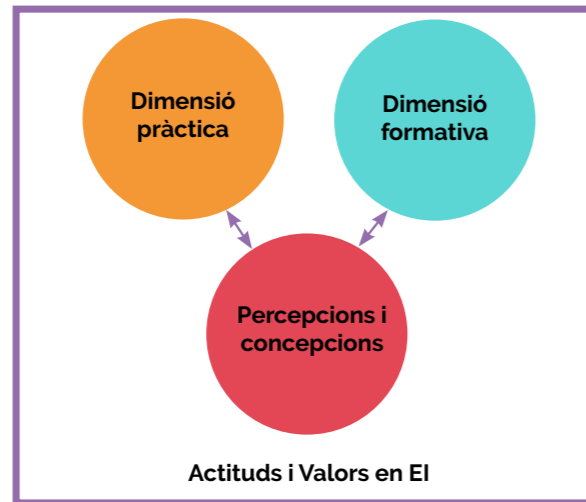 Dimensió
pràctica
Dimensió
formativa
Percepcions i
concepcions
Actituds i Valors en EI